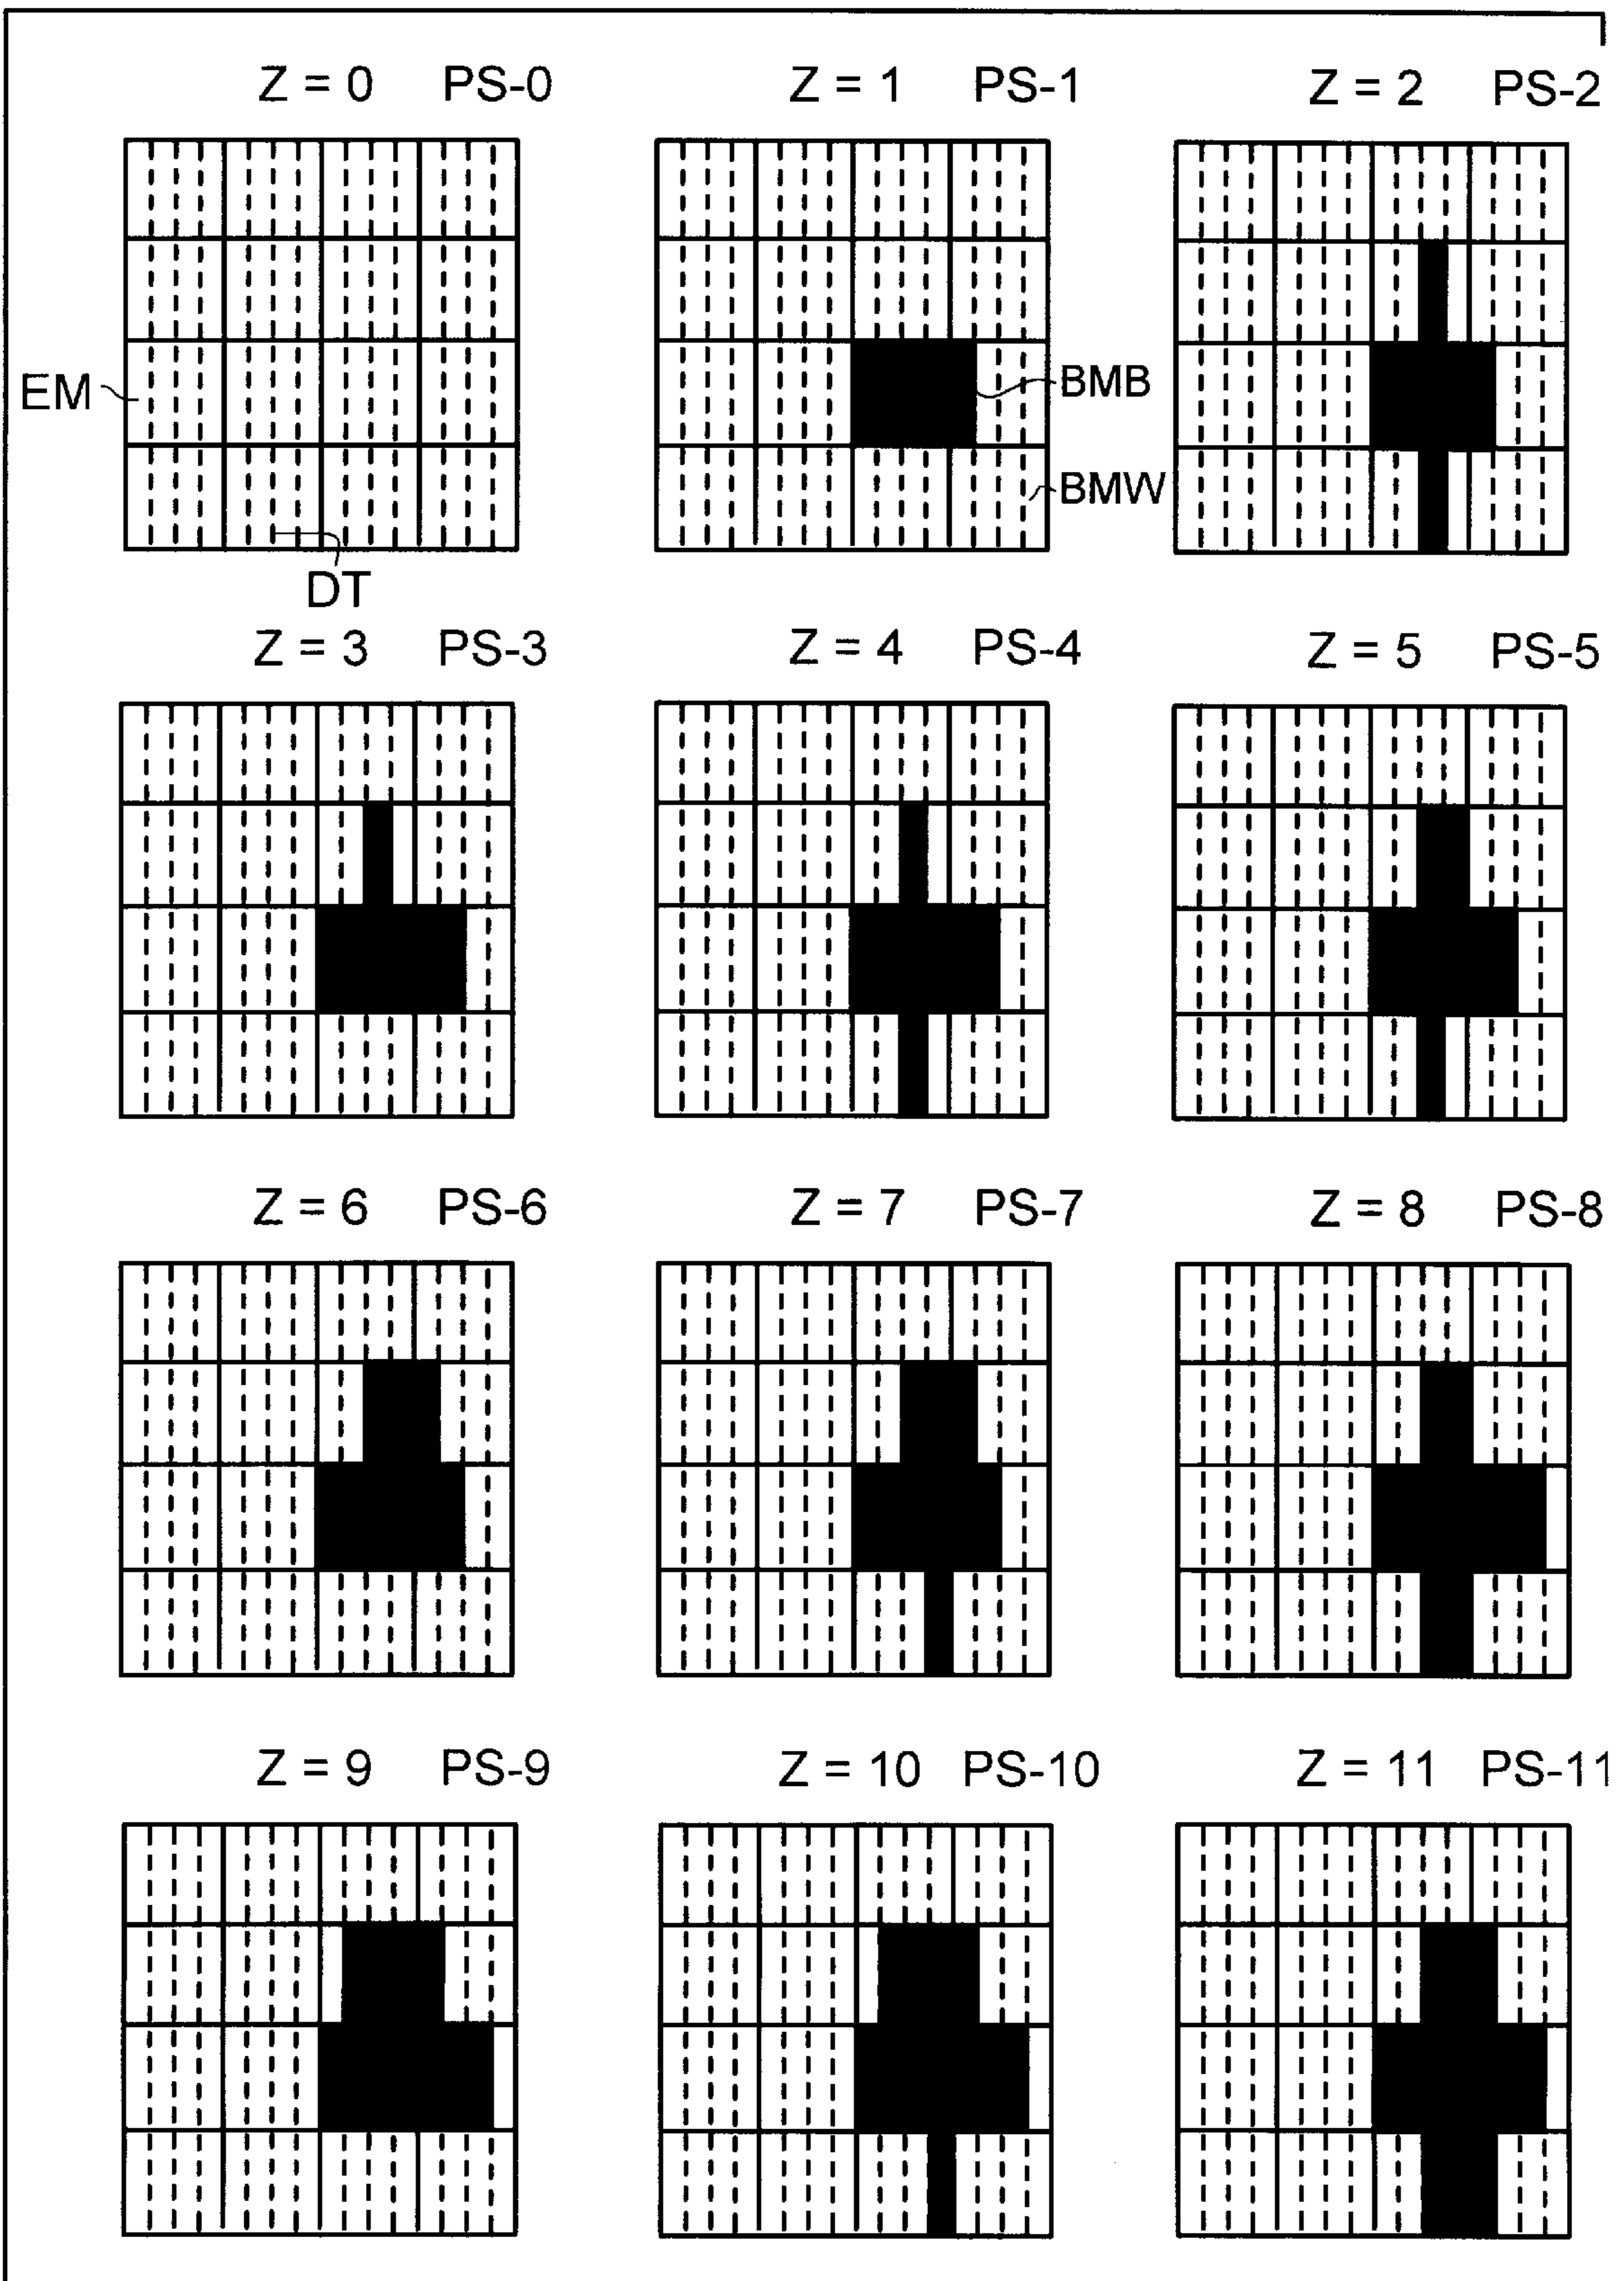 Z = 0 PS-0
Z = 1 PS-1
Z = 2 PS-2
EM
BMB
BMW
DT
Z = 3 PS-3
Z = 4 PS-4
Z = 5 PS-5
Z = 6 PS-6
Z = 7 PS-7
Z = 8 PS-8
Z = 9 PS-9
Z = 10 PS-10
Z = 11 PS-11